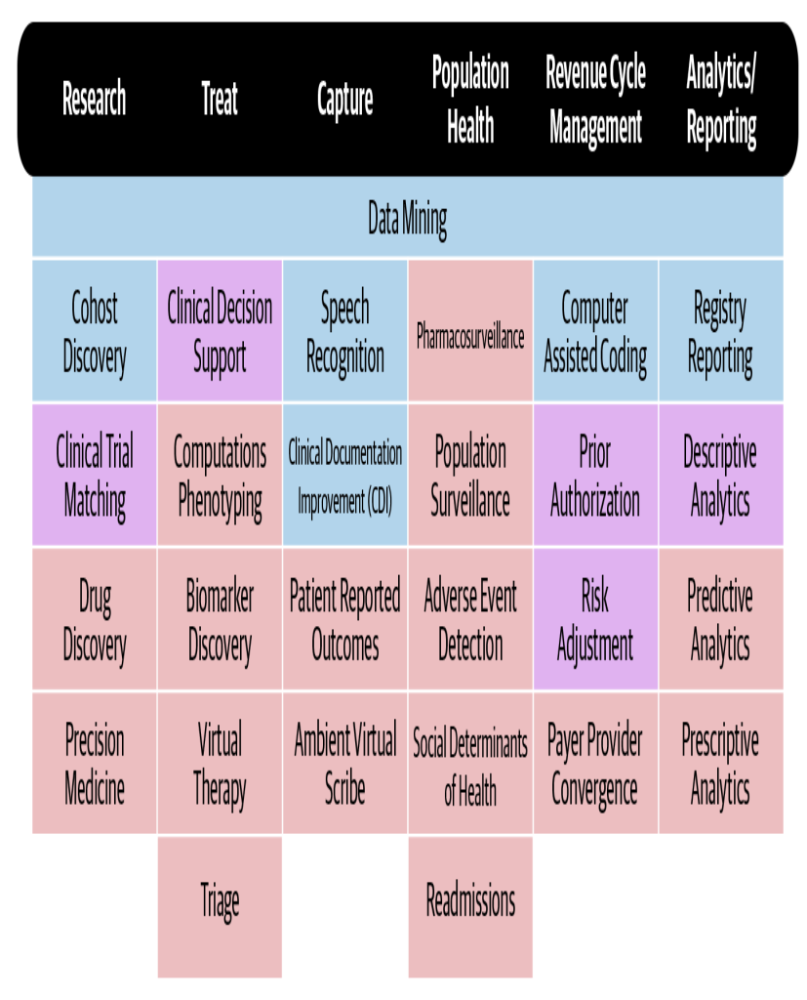 Research
Treat
Capture
Population
Health
Revenue Cycle
Management
Analytics/
Reporting
Data Mining
Cohost
Discovery
Clinical Decision
Support
Speech
Recognition
Pharmacosurveillance
Computer
Assisted Coding
Registry
Reporting
Clinical Trial
Matching
Computations
Phenotyping
Clinical Documentation
Improvement (CDI)
Population
Surveillance
Prior
Authorization
Descriptive
Analytics
Drug
Discovery
Biomarker
Discovery
Patient Reported
Outcomes
Adverse Event
Detection
Risk
Adjustment
Predictive
Analytics
Precision
Medicine
Virtual
Therapy
Ambient Virtual
Scribe
Social Determinants
of Health
Payer Provider
Convergence
Prescriptive
Analytics
Triage
Readmissions